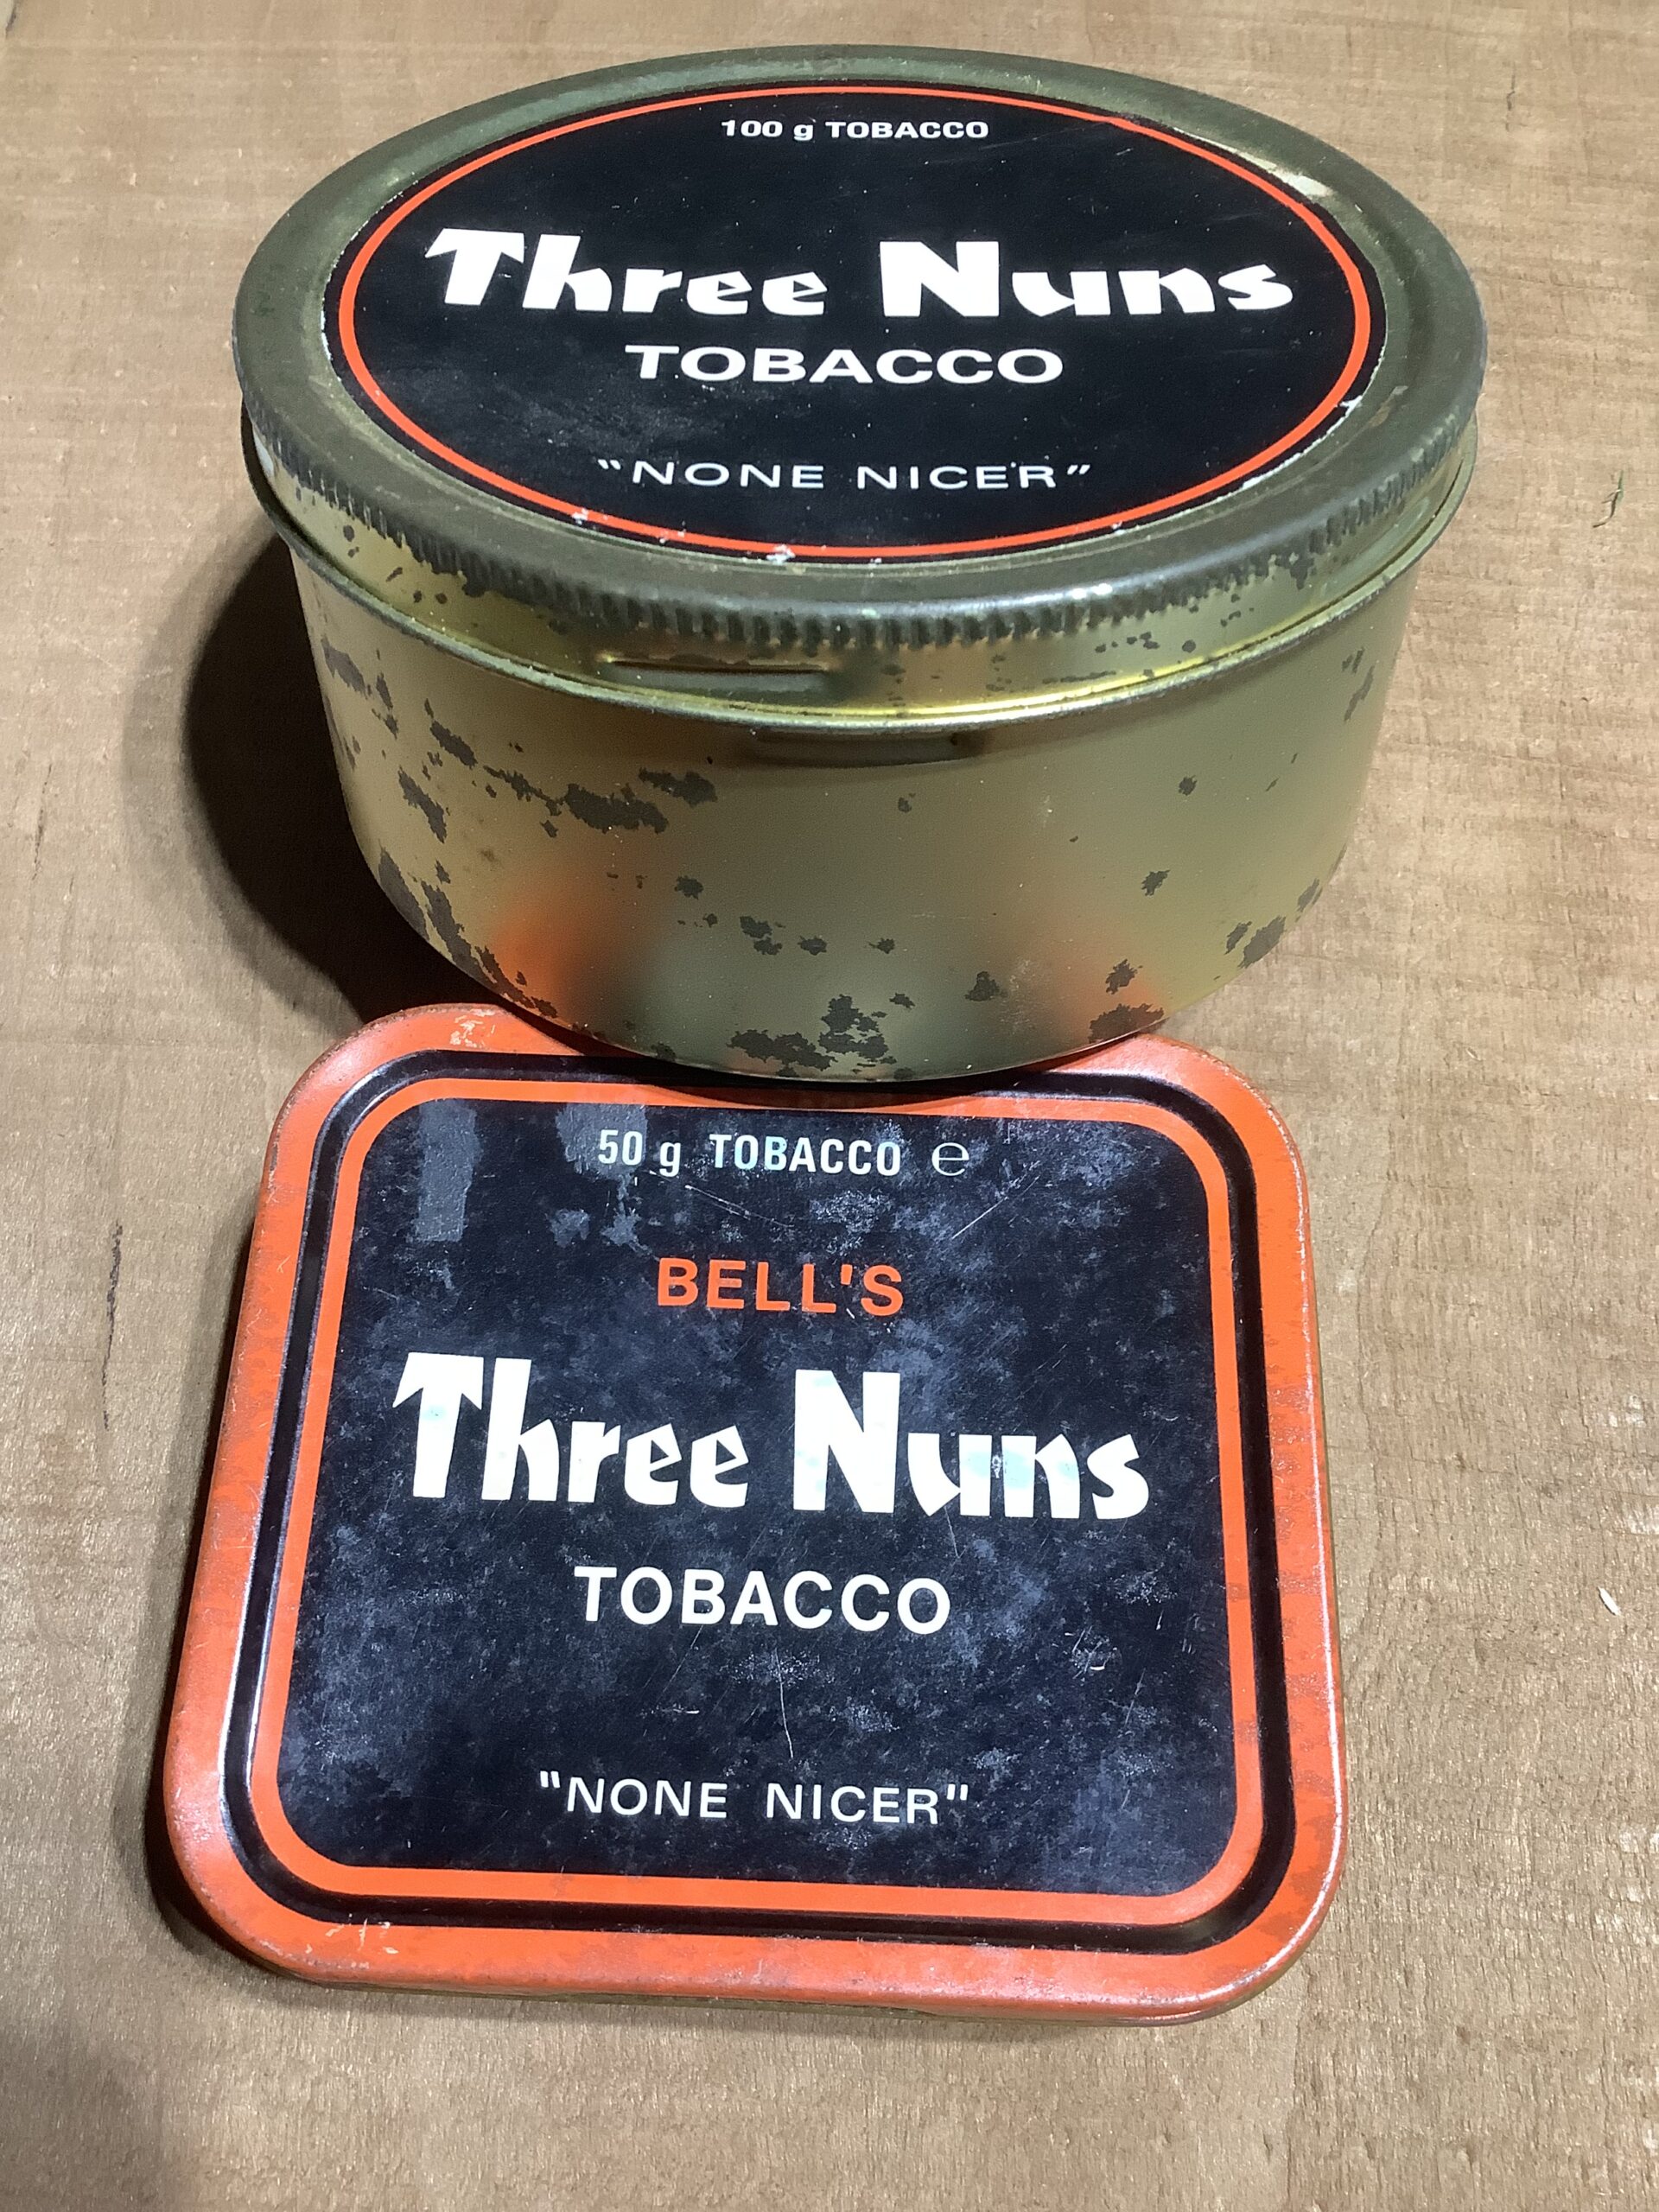 100 g TOBACCO
Three Nuns
TOBACCO
"NONE NICER"
50 g TOBACCO ℮
BELL'S
Three Nuns
TOBACCO
"NONE NICER"